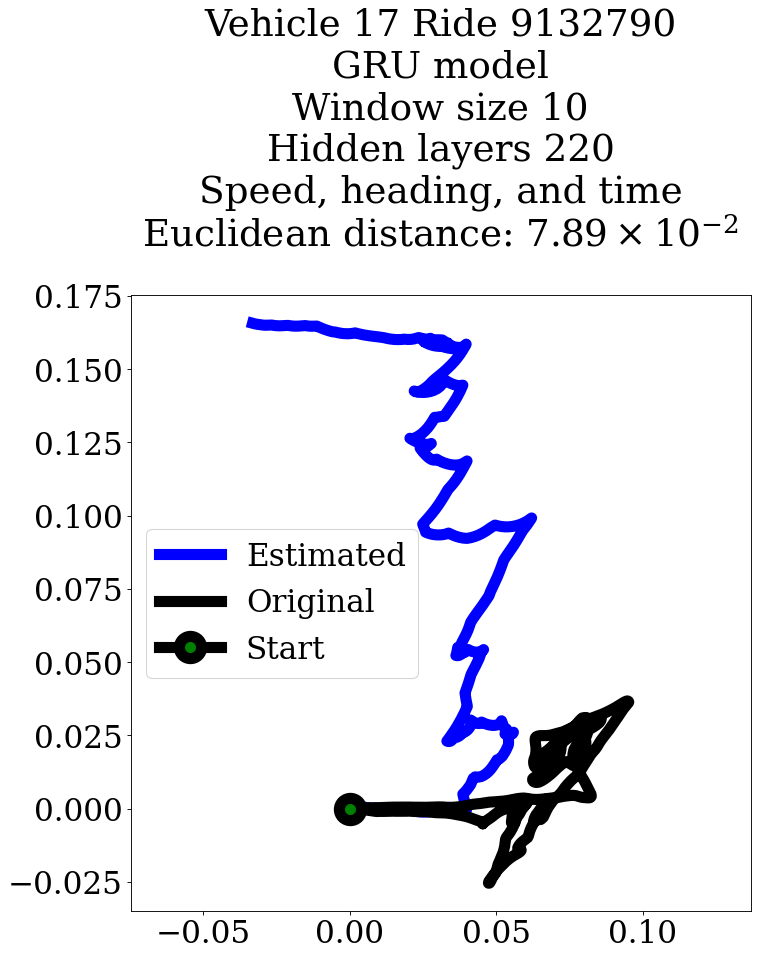 Vehicle 17 Ride 9132790
GRU model
Window size 10
Hidden layers 220
Speed, heading, and time
Euclidean distance: 7.89 × 10⁻²
0.175
0.150
0.125
0.100
0.075
0.050
0.025
0.000
−0.025
Estimated
Original
Start
−0.05
0.00
0.05
0.10